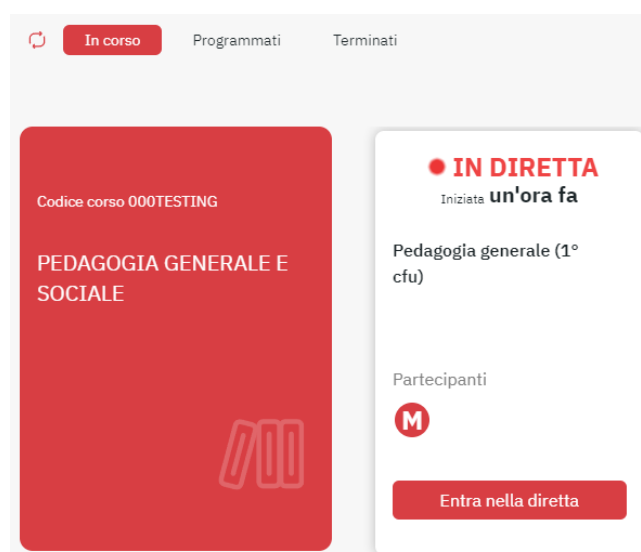 In corso
Programmati
Terminati
Codice corso 000TESTING
PEDAGOGIA GENERALE E
SOCIALE
IN DIRETTA
Iniziata un'ora fa
Pedagogia generale (1°
cfu)
Partecipanti
M
Entra nella diretta